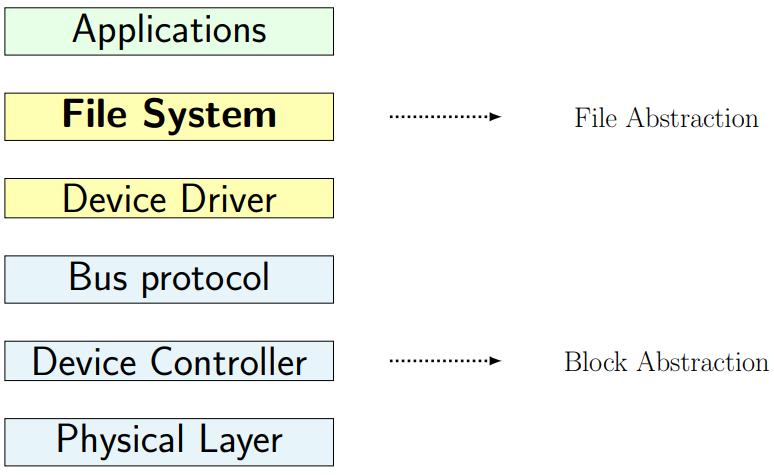 Applications
File System
File Abstraction
Device Driver
Bus protocol
Device Controller
Block Abstraction
Physical Layer